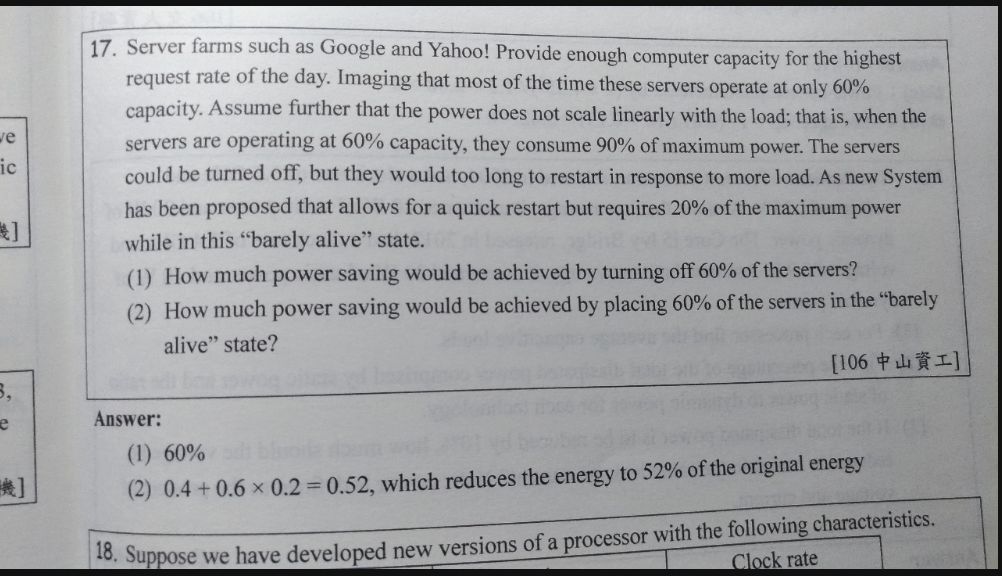 17. Server farms such as Google and Yahoo! Provide enough computer capacity for the highest
request rate of the day. Imaging that most of the time these servers operate at only 60%
capacity. Assume further that the power does not scale linearly with the load; that is, when the
servers are operating at 60% capacity, they consume 90% of maximum power. The servers
could be turned off, but they would too long to restart in response to more load. As new System
has been proposed that allows for a quick restart but requires 20% of the maximum power
while in this “barely alive” state.
(1) How much power saving would be achieved by turning off 60% of the servers?
(2) How much power saving would be achieved by placing 60% of the servers in the “barely
alive” state?
[106 中山資工]
Answer:
(1) 60%
(2) 0.4 + 0.6 × 0.2 = 0.52, which reduces the energy to 52% of the original energy
18. Suppose we have developed new versions of a processor with the following characteristics.
Clock rate
ve
ic
機]
3,
e
機]